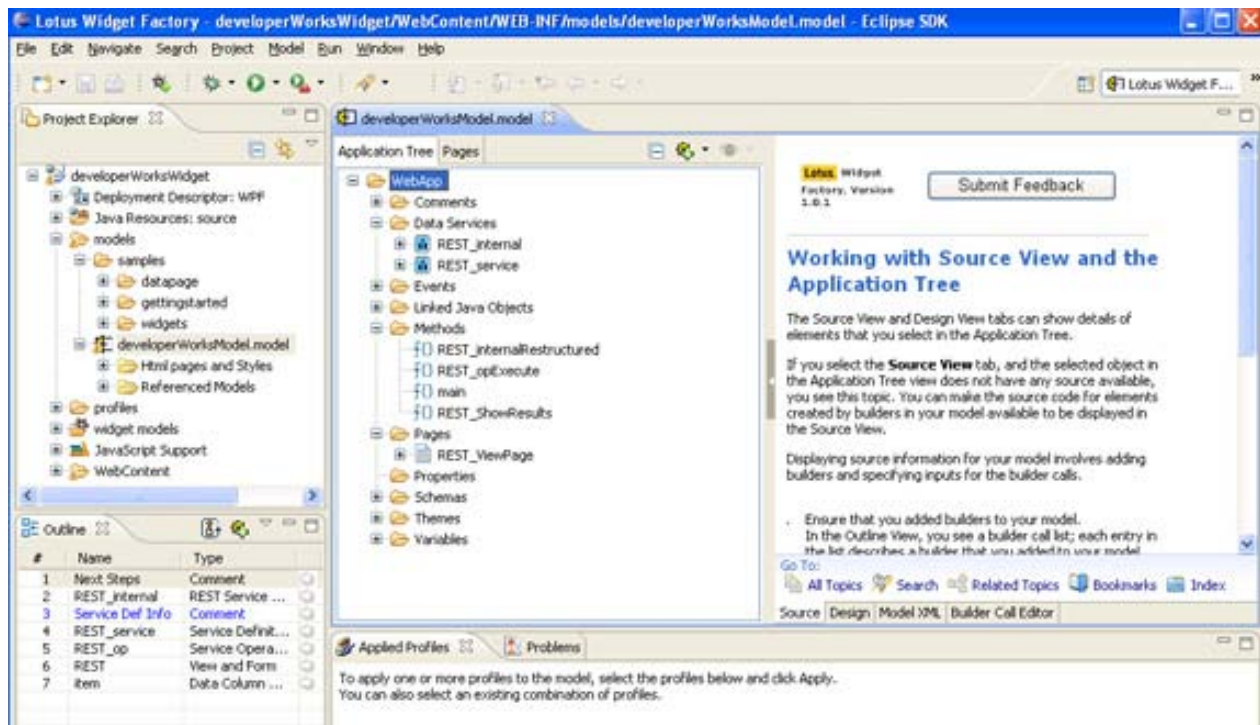 Lotus Widget Factory - developerWorksWidget/WebContent/WEB-INF/models/developerWorksModel.model - Eclipse SDK
File Edit Navigate Search Project Model Run Window Help
Lotus Widget F...
Project Explorer
developerWorksWidget
Deployment Descriptor: WPF
Java Resources: source
models
samples
datapage
gettingstarted
widgets
developerWorksModel.model
Html pages and Styles
Referenced Models
profiles
widget models
JavaScript Support
WebContent
Outline
# Name Type
1 Next Steps Comment
2 REST_internal REST Service ...
3 Service Def Info Comment
4 REST_service Service Definit...
5 REST_op Service Opera...
6 REST View and Form
7 item Data Column ...
developerWorksModel.model
Application Tree Pages
WebApp
Comments
Data Services
REST_internal
REST_service
Events
Linked Java Objects
Methods
REST_internalRestructured
REST_opExecute
main
REST_ShowResults
Pages
REST_ViewPage
Properties
Schemas
Themes
Variables
Lotus Widget
Factory, Version
1.0.1
Submit Feedback
Working with Source View and the
Application Tree
The Source View and Design View tabs can show details of
elements that you select in the Application Tree.
If you select the Source View tab, and the selected object in
the Application Tree view does not have any source available,
you see this topic. You can make the source code for elements
created by builders in your model available to be displayed in
the Source View.
Displaying source information for your model involves adding
builders and specifying inputs for the builder calls.
. Ensure that you added builders to your model.
In the Outline View, you see a builder call list; each entry in
the list describes a builder that you added to your model
Go To:
All Topics Search Related Topics Bookmarks Index
Source Design Model XML Builder Call Editor
Applied Profiles Problems
To apply one or more profiles to the model, select the profiles below and click Apply.
You can also select an existing combination of profiles.